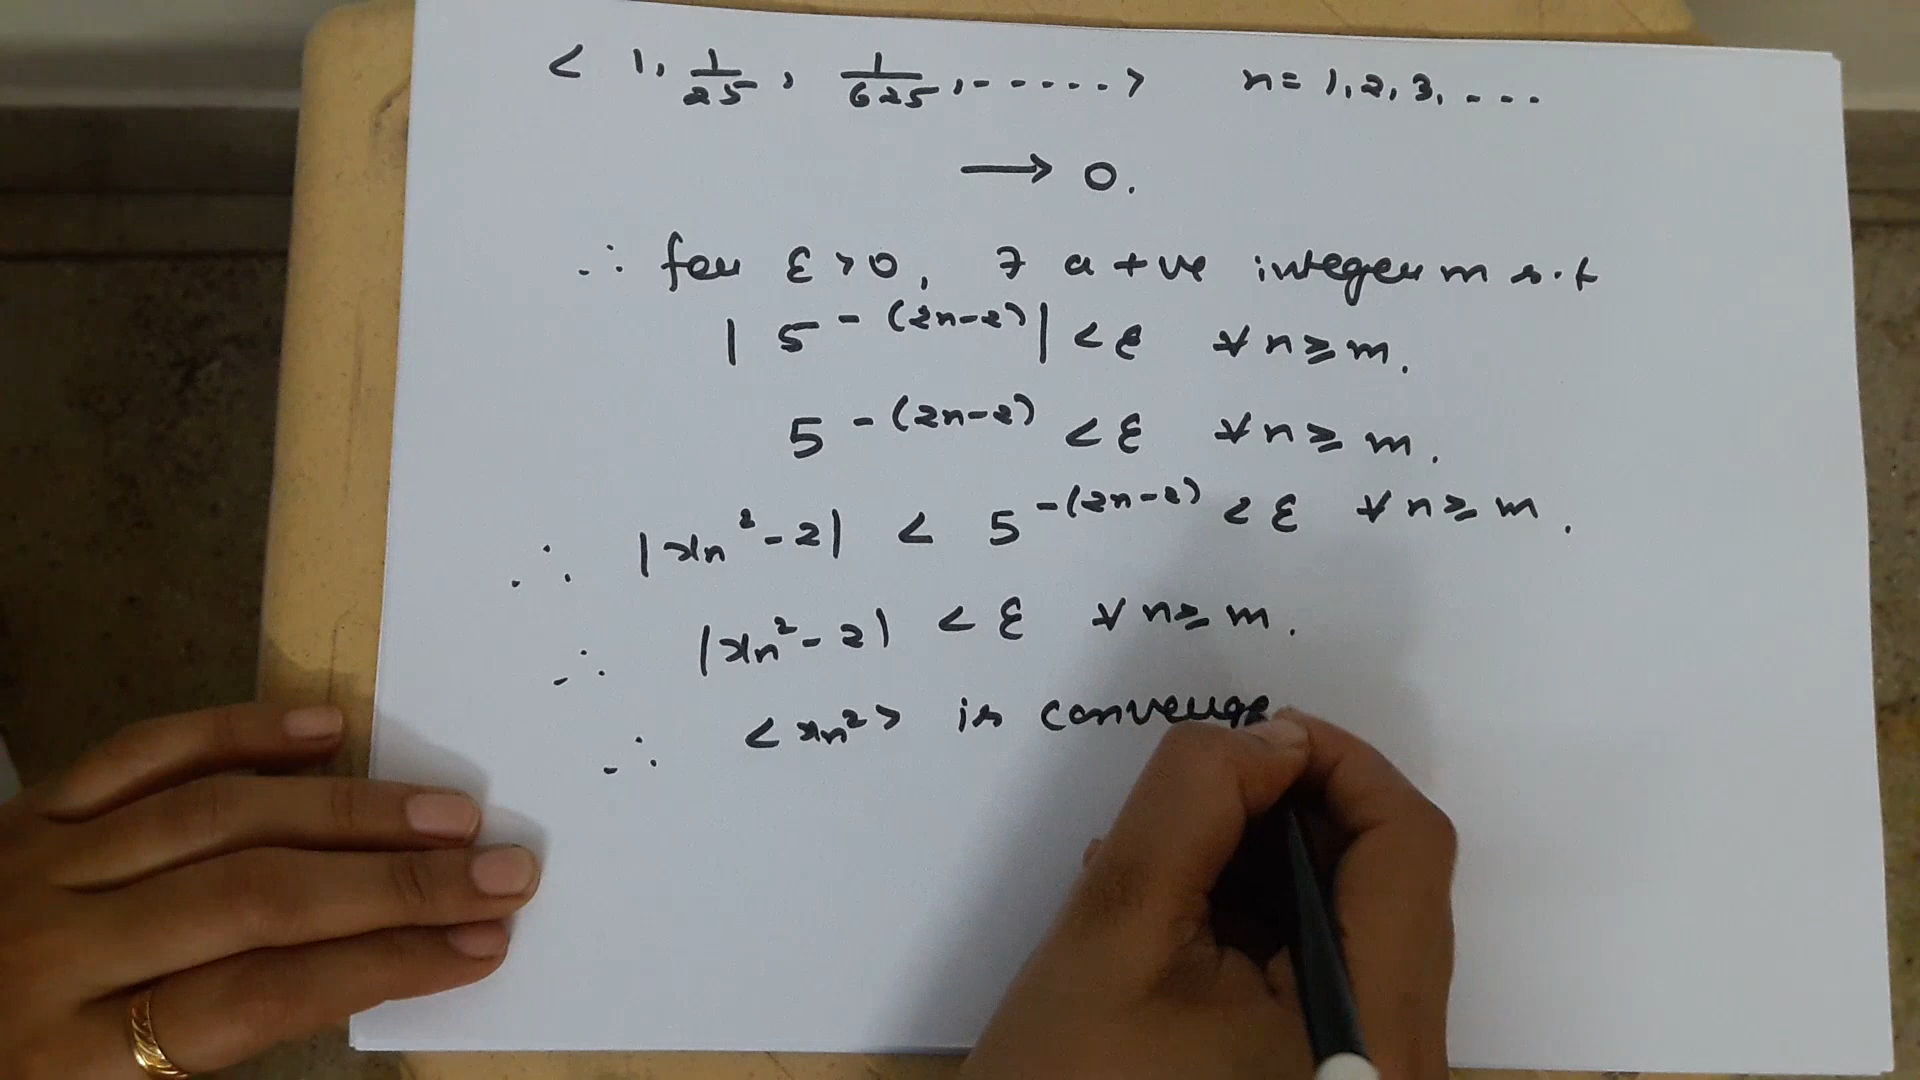 < 1, 1/25, 1/625, ------> n = 1, 2, 3, ---
⟶ 0.
∴ for ε > 0, ∃ a +ve integer m s.t
| 5^-(2n-2) | < ε ∀ n ≥ m.
5^-(2n-2) < ε ∀ n ≥ m.
∴ |xn² - 2| < 5^-(2n-2) < ε ∀ n ≥ m.
∴ |xn² - 2| < ε ∀ n ≥ m.
∴ < xn² > is converge